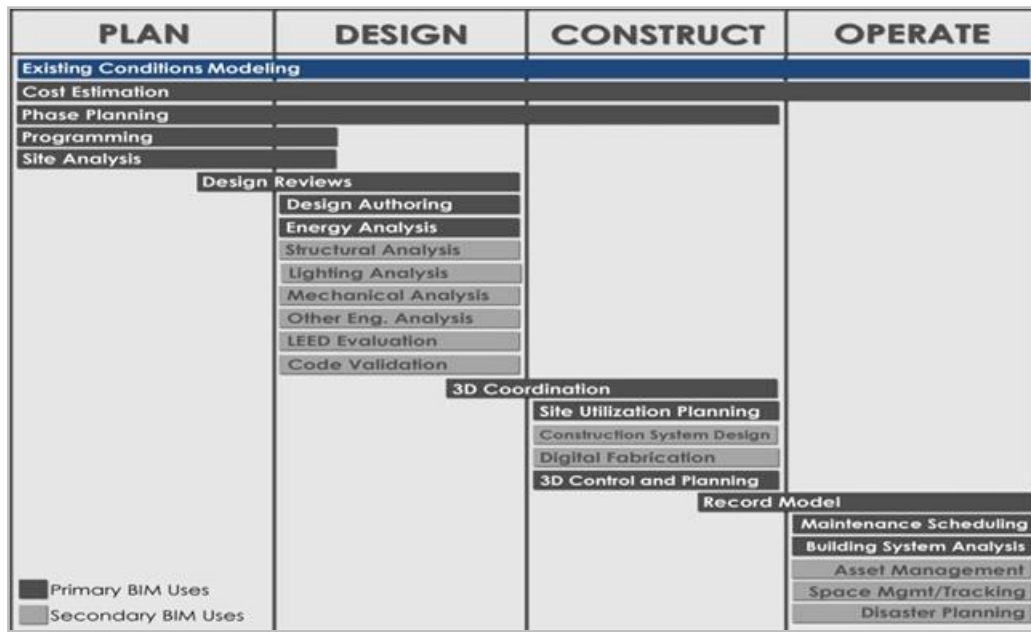 PLAN DESIGN CONSTRUCT OPERATE
Existing Conditions Modeling
Cost Estimation
Phase Planning
Programming
Site Analysis
Design Reviews
Design Authoring
Energy Analysis
Structural Analysis
Lighting Analysis
Mechanical Analysis
Other Eng. Analysis
LEED Evaluation
Code Validation
3D Coordination
Site Utilization Planning
Construction System Design
Digital Fabrication
3D Control and Planning
Record Model
Maintenance Scheduling
Building System Analysis
Asset Management
Space Mgmt/Tracking
Disaster Planning
Primary BIM Uses
Secondary BIM Uses